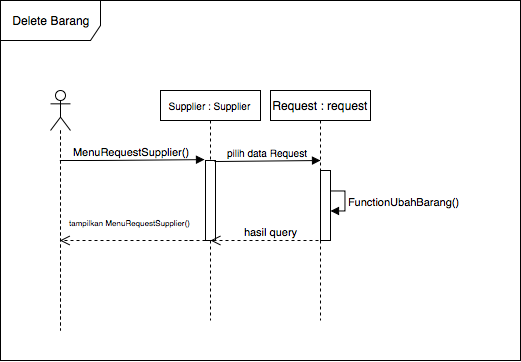 Delete Barang
Supplier : Supplier
Request : request
MenuRequestSupplier()
pilih data Request
FunctionUbahBarang()
tampilkan MenuRequestSupplier()
hasil query